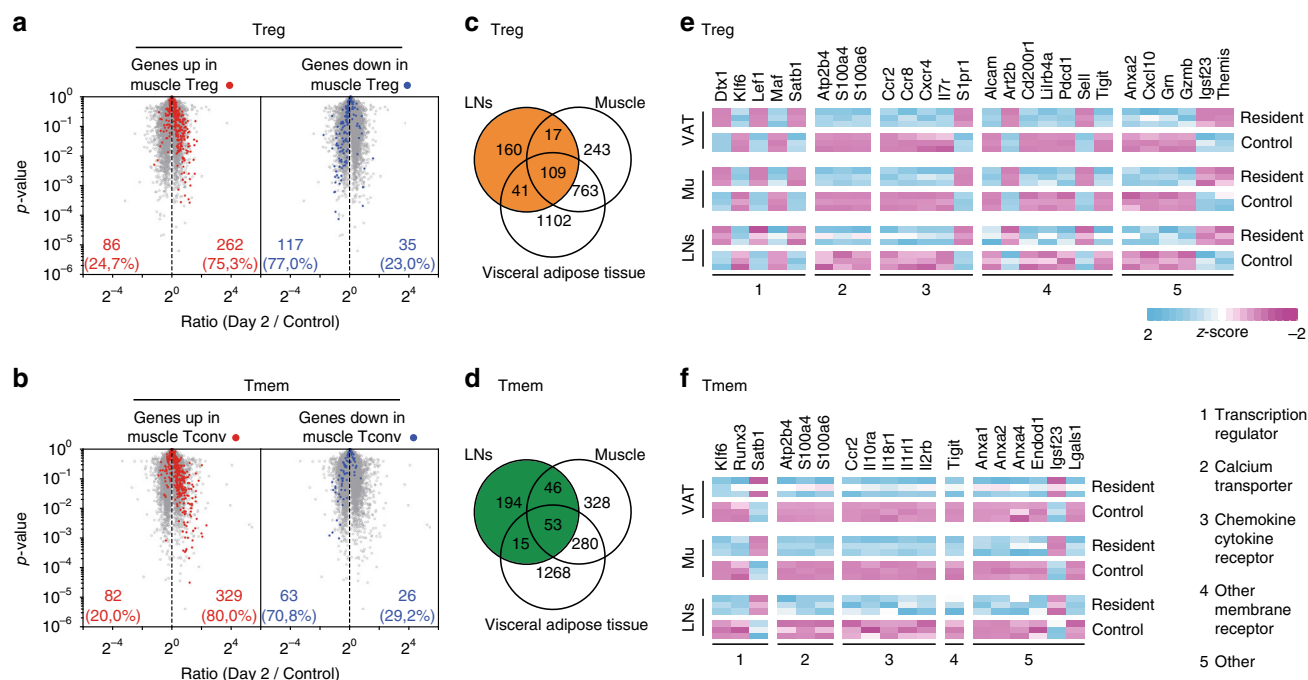 a
Treg
Genes up in
muscle Treg
Genes down in
muscle Treg
10^0
10^−1
10^−2
10^−3
10^−4
10^−5
10^−6
p-value
86
(24,7%)
262
(75,3%)
117
(77,0%)
35
(23,0%)
2^−4 2^0 2^4 2^−4 2^0 2^4
Ratio (Day 2 / Control)
b
Tmem
Genes up in
muscle Tconv
Genes down in
muscle Tconv
10^0
10^−1
10^−2
10^−3
10^−4
10^−5
10^−6
p-value
82
(20,0%)
329
(80,0%)
63
(70,8%)
26
(29,2%)
2^−4 2^0 2^4 2^−4 2^0 2^4
Ratio (Day 2 / Control)
c
Treg
LNs
Muscle
160 17 243
109
41 763
1102
Visceral adipose tissue
d
Tmem
LNs
Muscle
194 46 328
53
15 280
1268
Visceral adipose tissue
e
Treg
Dtx1 Klf6 Lef1 Maf Satb1 Atp2b4 S100a4 S100a6 Ccr2 Ccr8 Cxcr4 Il7r S1pr1 Alcam Art2b Cd200r1 Lilrb4a Pdcd1 Sell Tigit Anxa2 Cxcl10 Grn Gzmb Igsf23 Themis
VAT
Resident
Control
Mu
Resident
Control
LNs
Resident
Control
1 2 3 4 5
2 z-score −2
f
Tmem
Klf6 Runx3 Satb1 Atp2b4 S100a4 S100a6 Ccr2 Il10ra Il18r1 Il1rl1 Il2rb Tigit Anxa1 Anxa2 Anxa4 Endod1 Igsf23 Lgals1
VAT
Resident
Control
Mu
Resident
Control
LNs
Resident
Control
1 2 3 4 5
1 Transcription
regulator
2 Calcium
transporter
3 Chemokine
cytokine
receptor
4 Other
membrane
receptor
5 Other